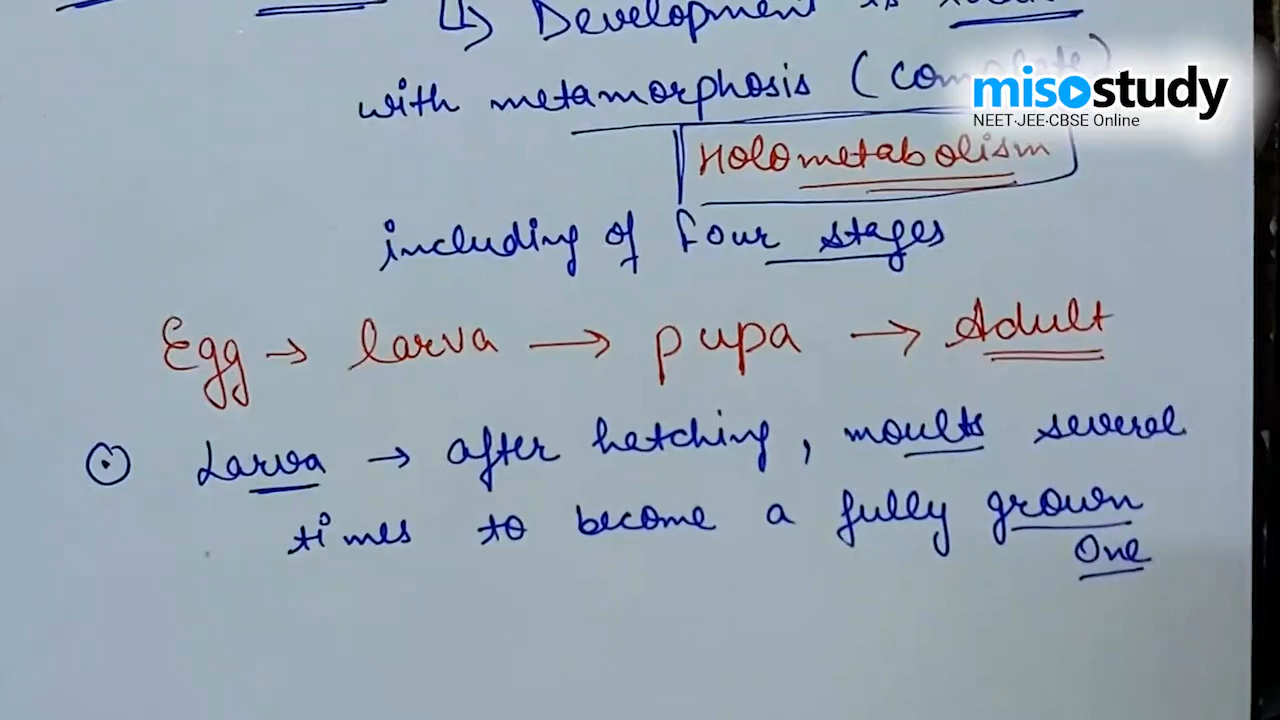 ↳ Development is
with metamorphosis (
Holometabolism
including of four stages
Egg → larva → pupa → Adult
⊙ Larva → after hatching, moults several
times to become a fully grown
One
misostudy
NEET·JEE·CBSE Online